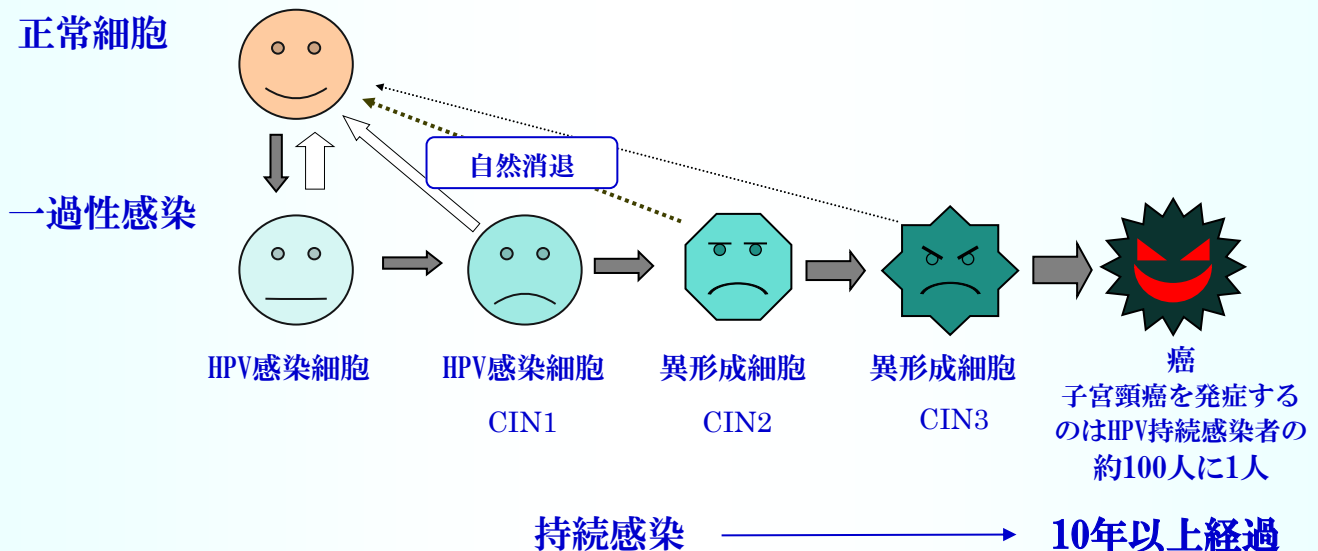 正常細胞
自然消退
一過性感染
HPV感染細胞
HPV感染細胞
CIN1
異形成細胞
CIN2
異形成細胞
CIN3
癌
子宮頸癌を発症する
のはHPV持続感染者の
約100人に1人
持続感染
10年以上経過